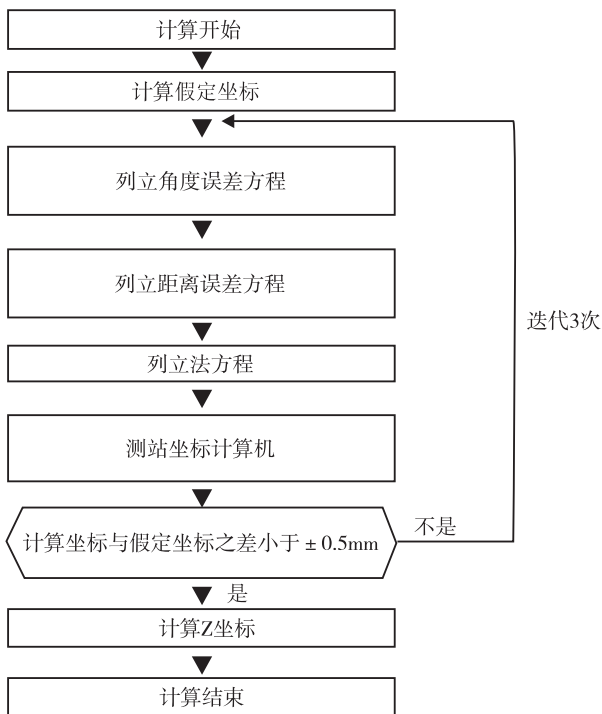 计算开始
计算假定坐标
列立角度误差方程
列立距离误差方程
迭代3次
列立法方程
测站坐标计算机
不是
计算坐标与假定坐标之差小于 ± 0.5mm
是
计算Z坐标
计算结束